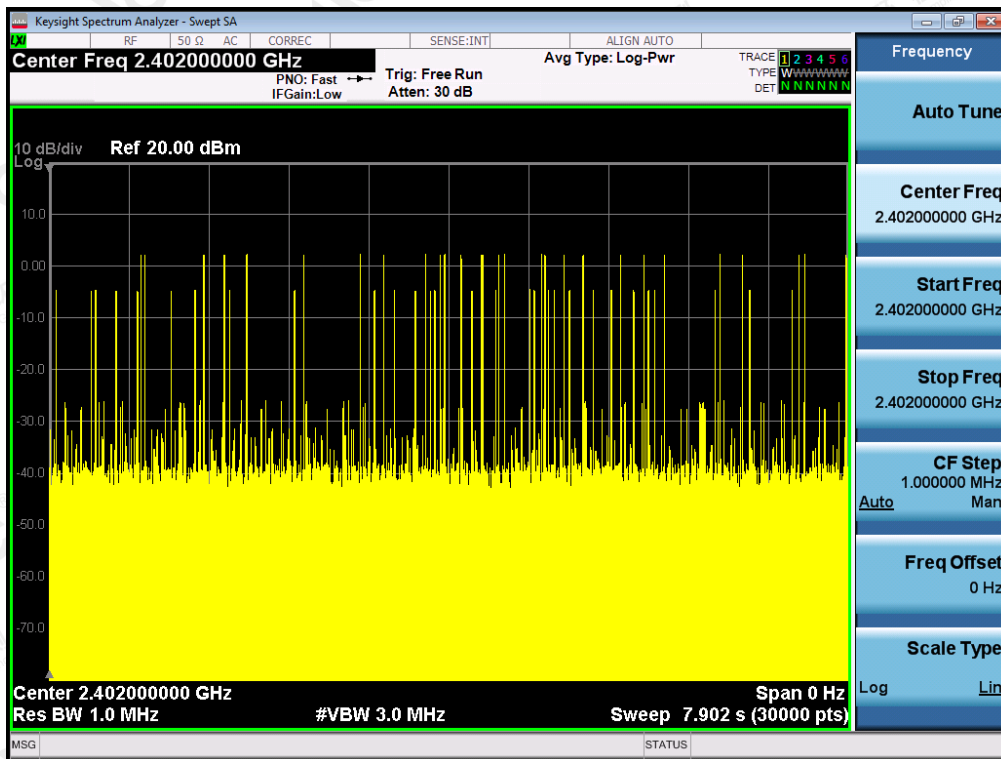 Keysight Spectrum Analyzer - Swept SA
LXI RF 50 Ω AC CORREC SENSE:INT ALIGN AUTO
Center Freq 2.402000000 GHz
PNO: Fast
IFGain:Low
Trig: Free Run
Atten: 30 dB
Avg Type: Log-Pwr
TRACE 1 2 3 4 5 6
TYPE W
DET N N N N N N
10 dB/div Ref 20.00 dBm
Log
10.0
0.00
-10.0
-20.0
-30.0
-40.0
-50.0
-60.0
-70.0
Center 2.402000000 GHz Span 0 Hz
Res BW 1.0 MHz #VBW 3.0 MHz Sweep 7.902 s (30000 pts)
MSG STATUS
Frequency
Auto Tune
Center Freq
2.402000000 GHz
Start Freq
2.402000000 GHz
Stop Freq
2.402000000 GHz
CF Step
1.000000 MHz
Auto Man
Freq Offset
0 Hz
Scale Type
Log Lin